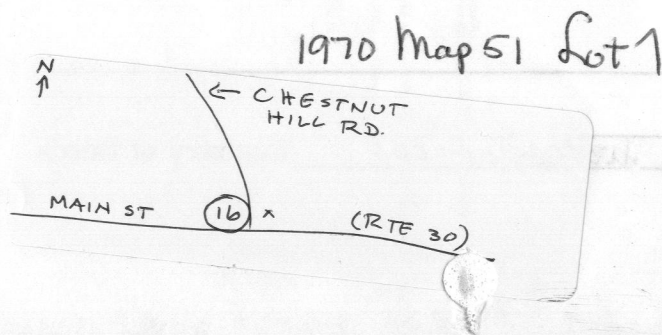 1970 Map 51 Lot 1
N
← CHESTNUT
HILL RD.
MAIN ST
16
x
(RTE 30)